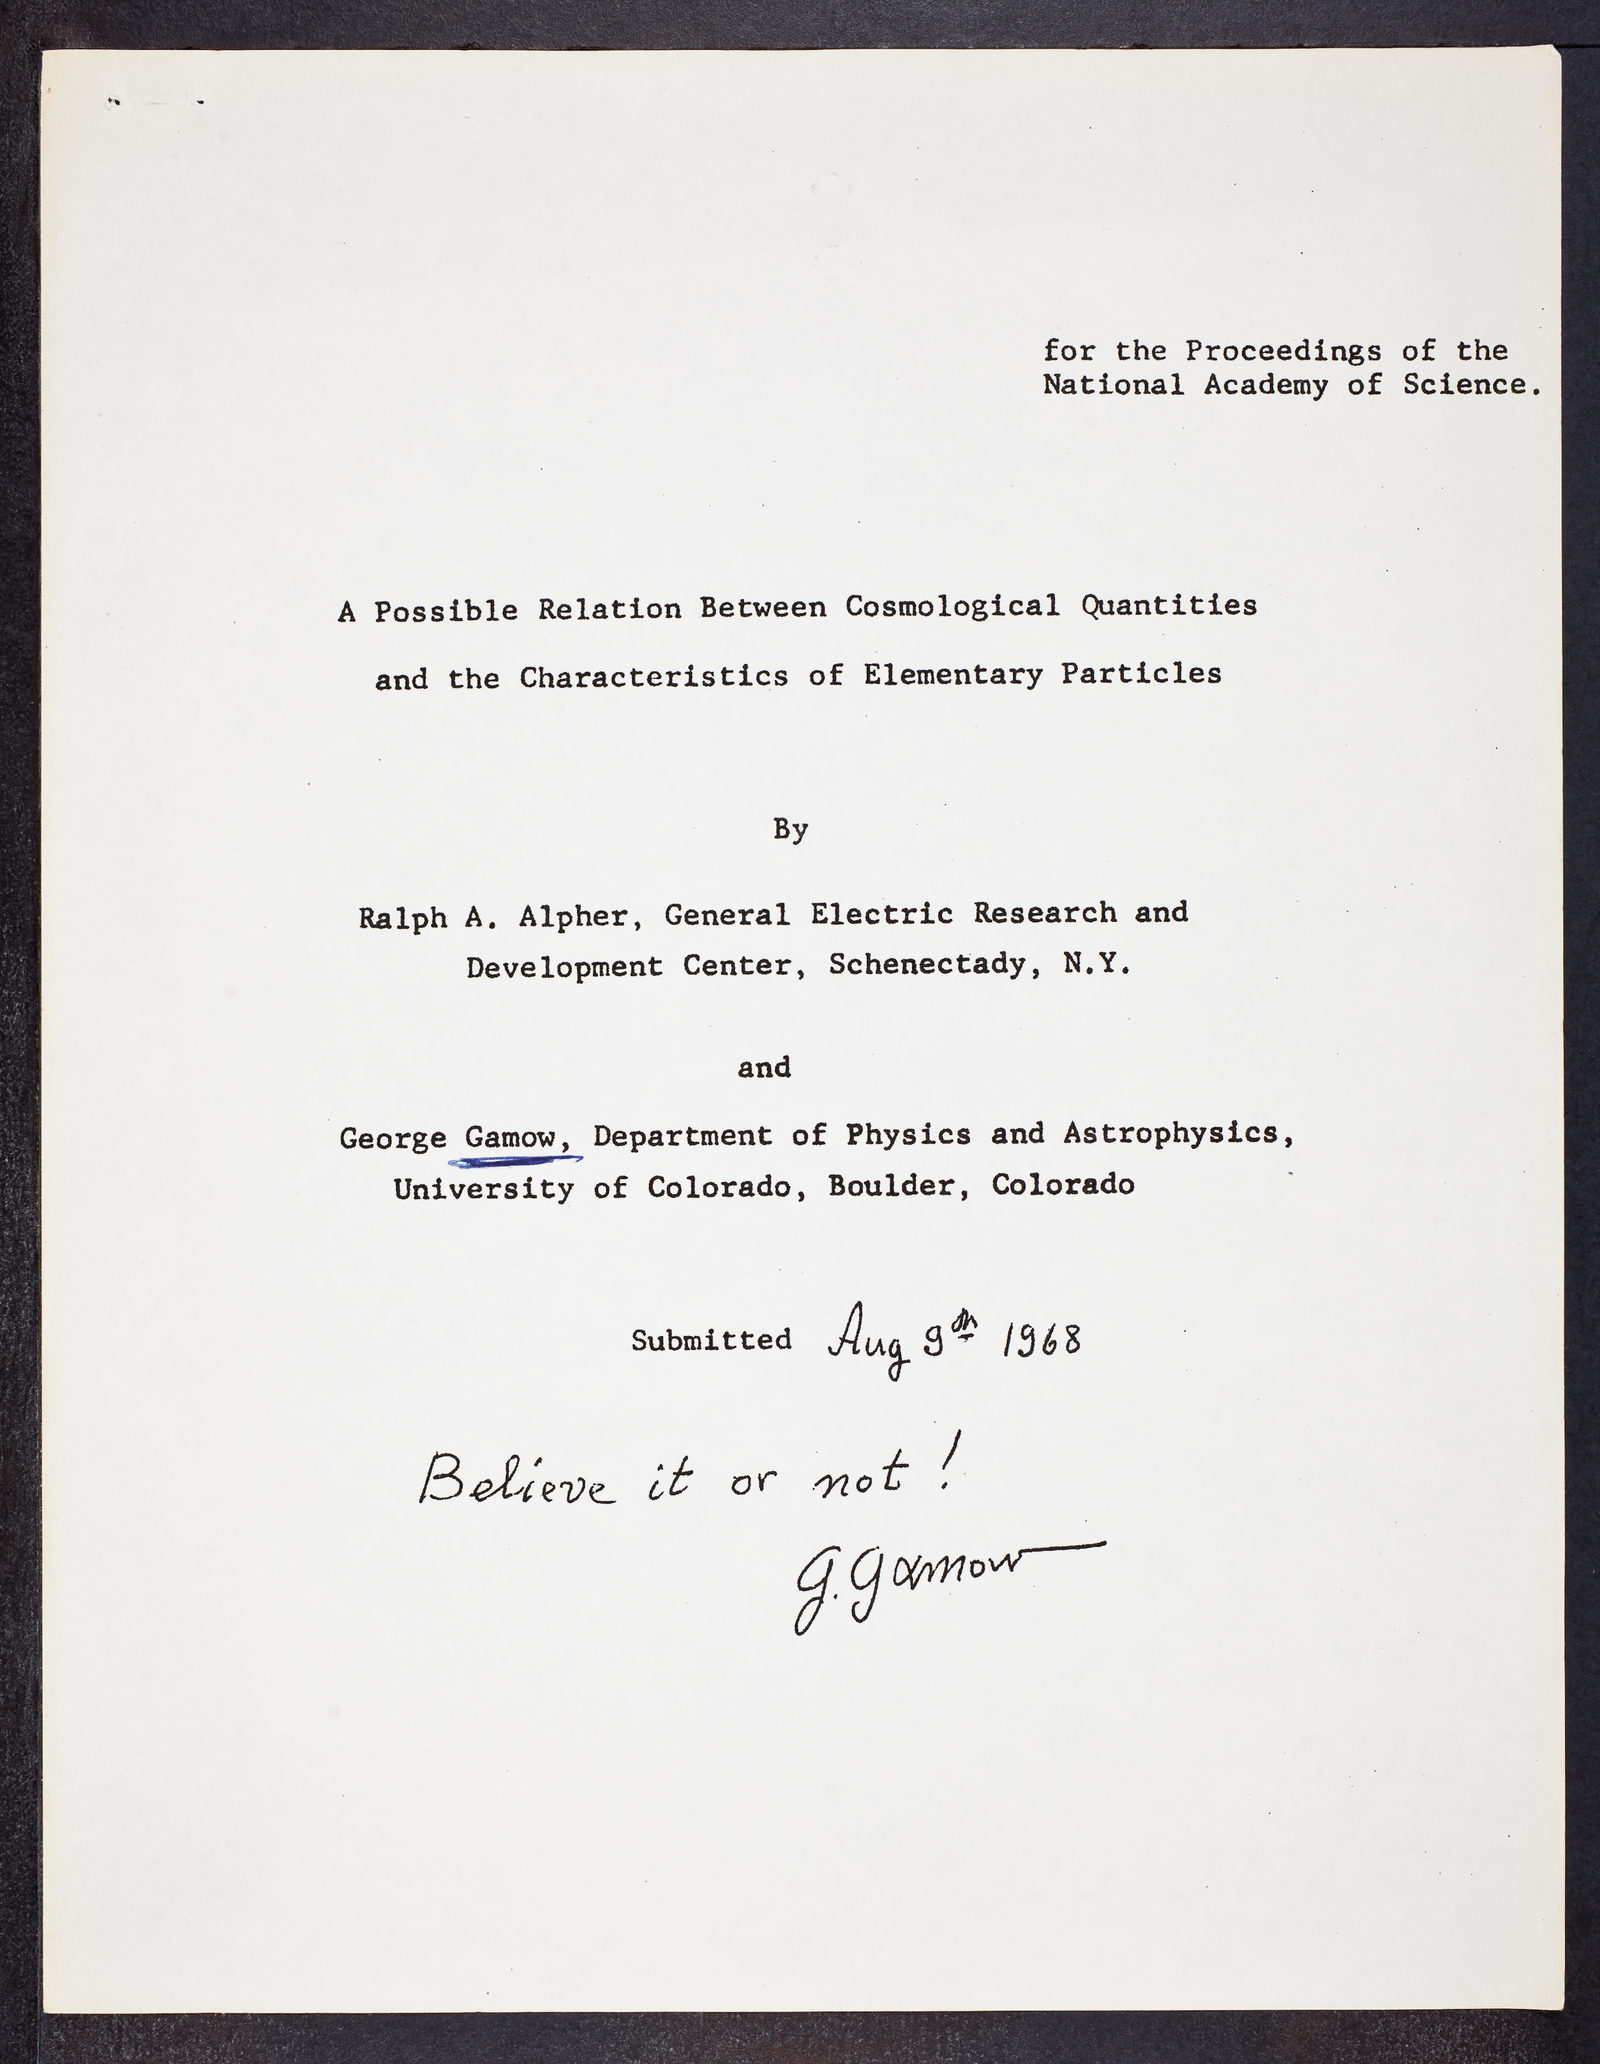 for the Proceedings of the
National Academy of Science.
A Possible Relation Between Cosmological Quantities
and the Characteristics of Elementary Particles
By
Ralph A. Alpher, General Electric Research and
Development Center, Schenectady, N.Y.
and
George Gamow, Department of Physics and Astrophysics,
University of Colorado, Boulder, Colorado
Submitted Aug 9th 1968
Believe it or not!
G. Gamow